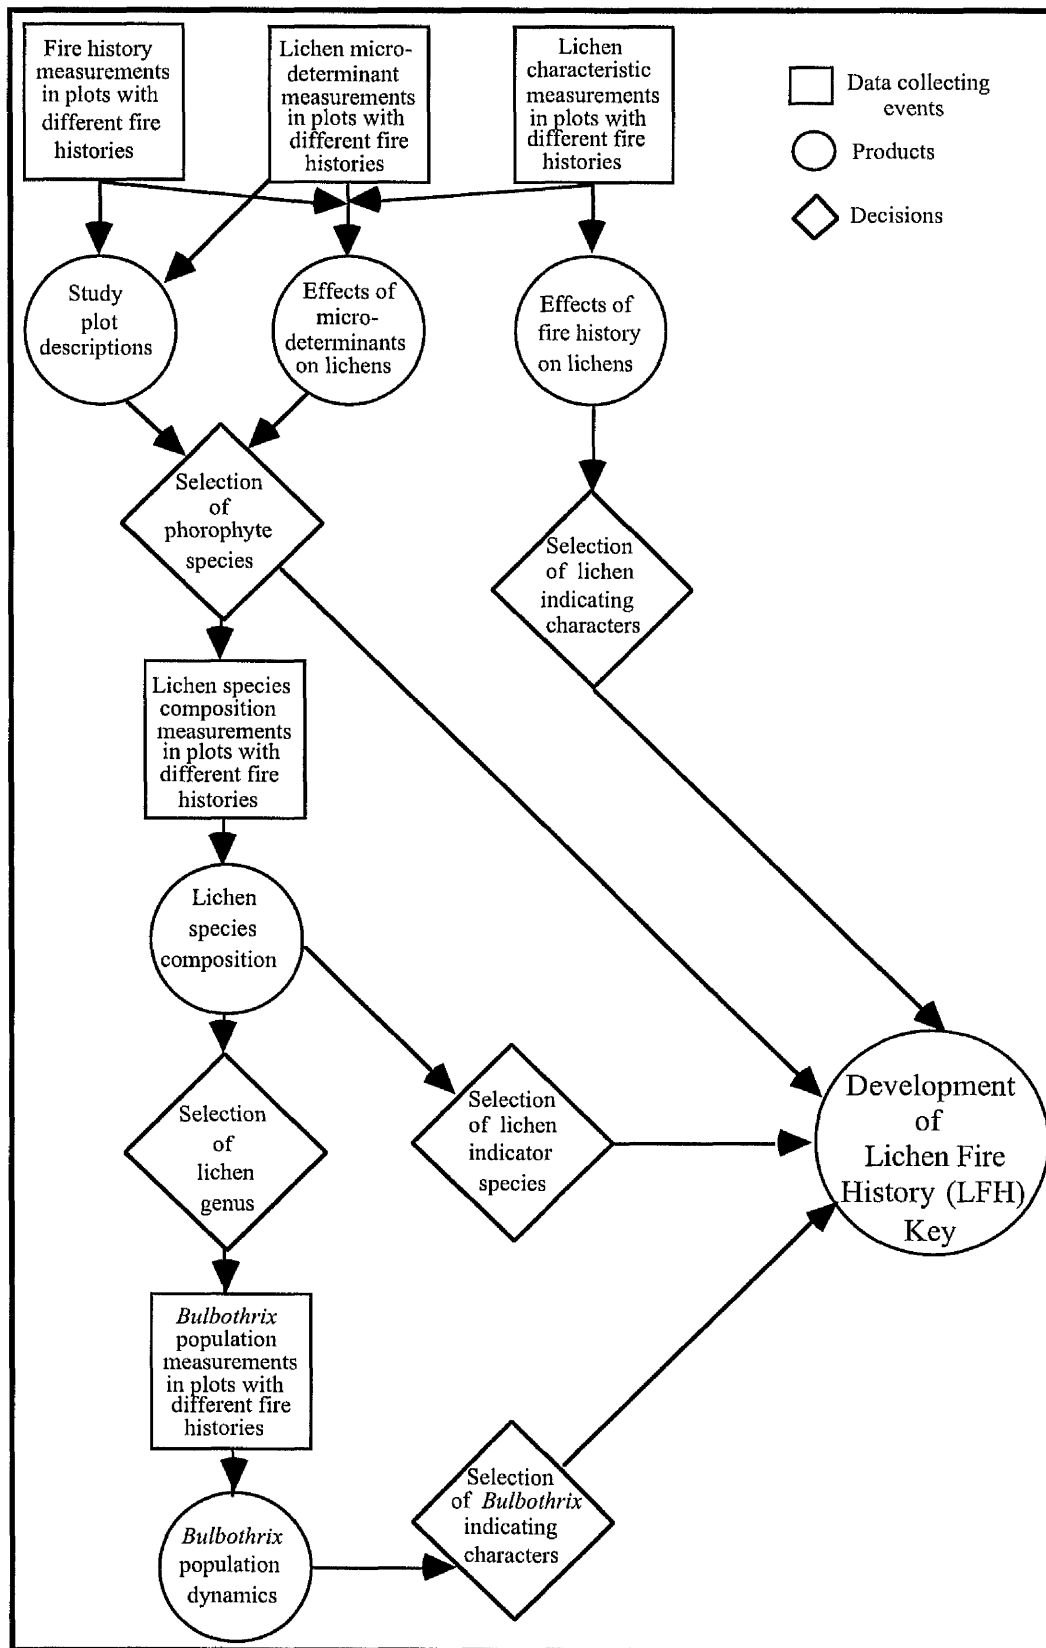 Fire history
measurements
in plots with
different fire
histories
Lichen micro-
determinant
measurements
in plots with
different fire
histories
Lichen
characteristic
measurements
in plots with
different fire
histories
Data collecting
events
Products
Decisions
Study
plot
descriptions
Effects of
micro-
determinants
on lichens
Effects of
fire history
on lichens
Selection
of
phorophyte
species
Selection
of lichen
indicating
characters
Lichen species
composition
measurements
in plots with
different fire
histories
Lichen
species
composition
Selection
of
lichen
genus
Selection
of lichen
indicator
species
Development
of
Lichen Fire
History (LFH)
Key
Bulbothrix
population
measurements
in plots with
different fire
histories
Bulbothrix
population
dynamics
Selection
of Bulbothrix
indicating
characters